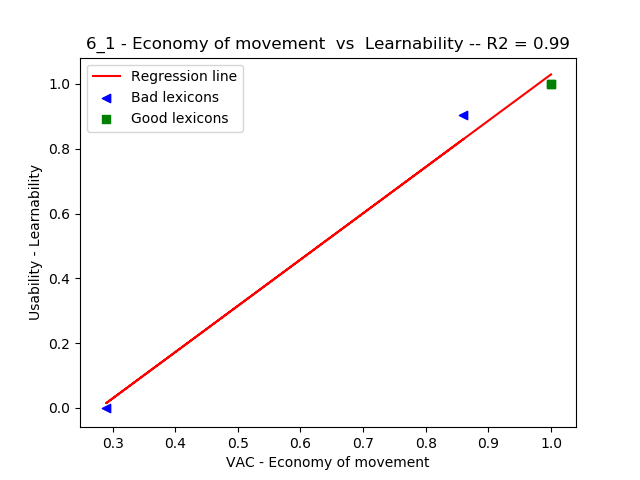 6_1 - Economy of movement  vs  Learnability -- R2 = 0.99
Regression line
Bad lexicons
Good lexicons
1.0
0.8
0.6
0.4
0.2
0.0
Usability - Learnability
0.3 0.4 0.5 0.6 0.7 0.8 0.9 1.0
VAC - Economy of movement